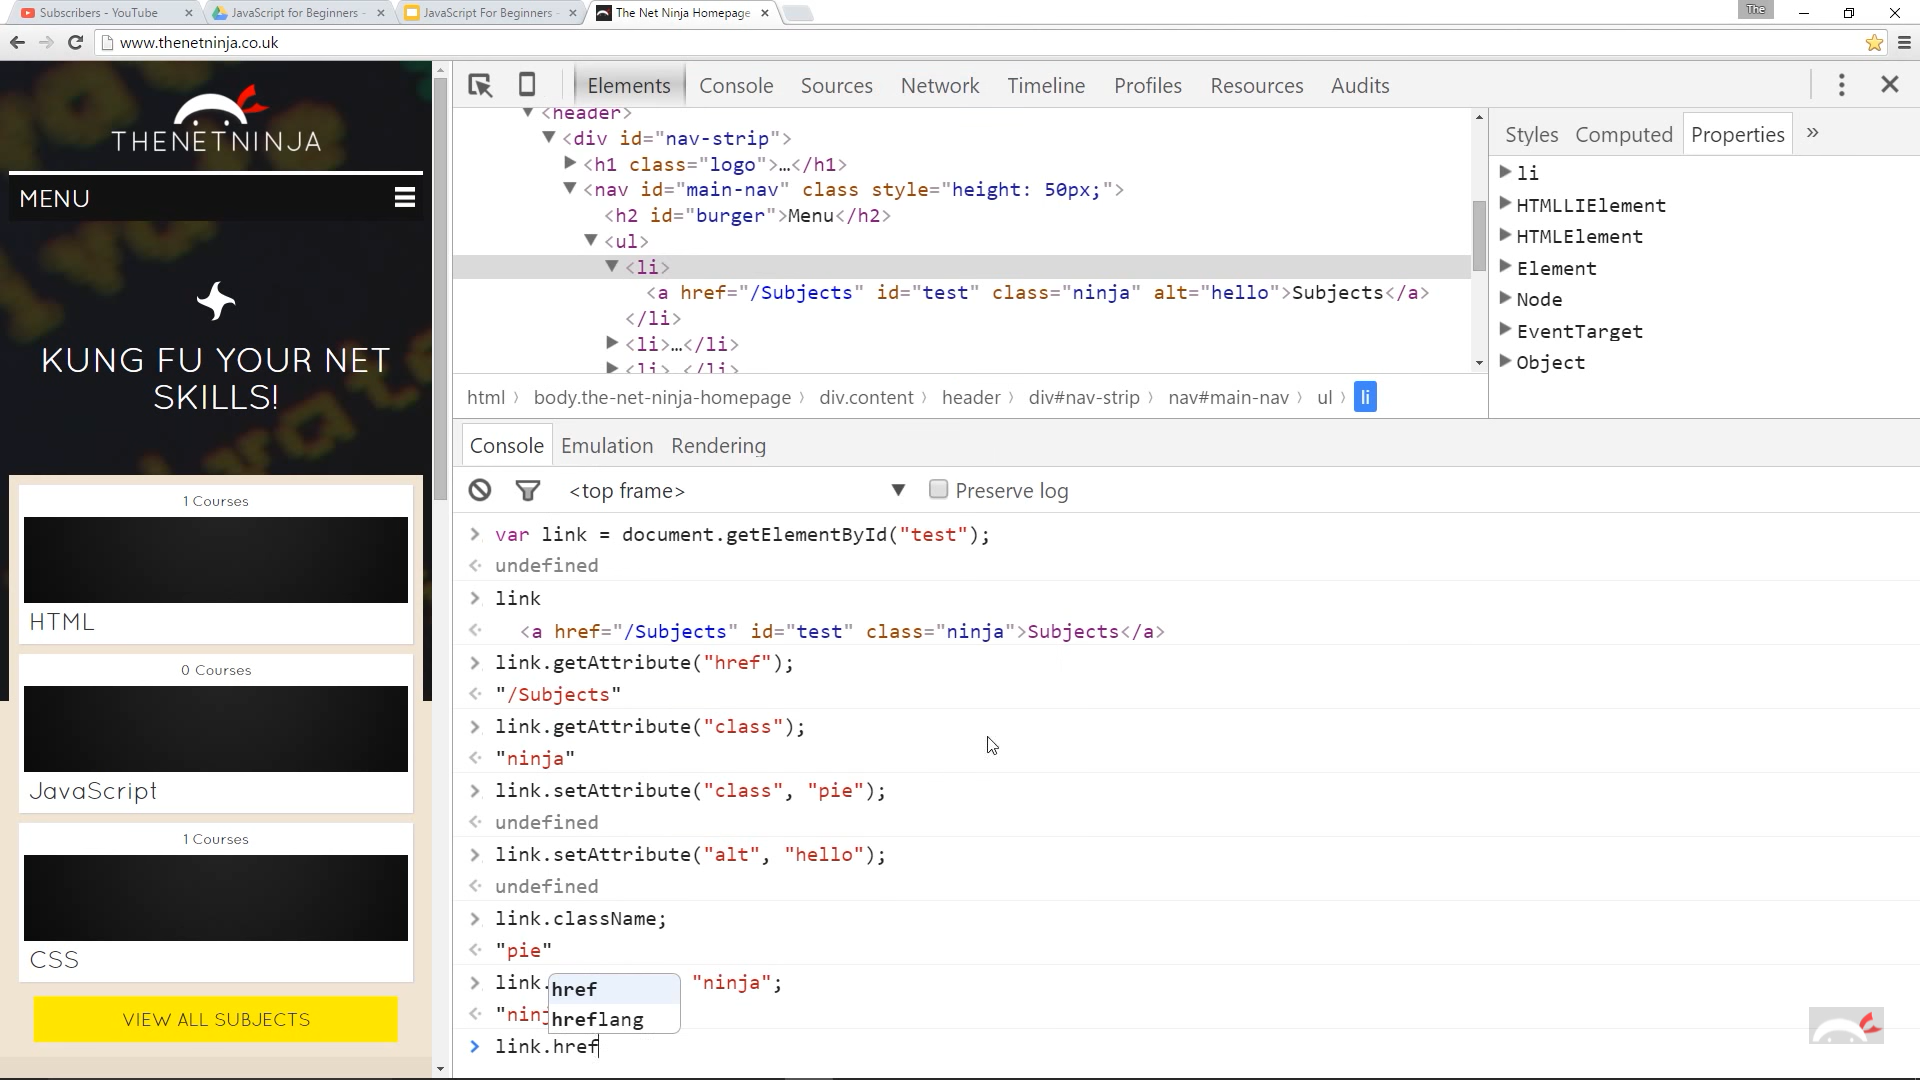 Subscribers - YouTube
JavaScript for Beginners -
JavaScript For Beginners -
The Net Ninja Homepage
The
www.thenetninja.co.uk
THENETNINJA
MENU
KUNG FU YOUR NET
SKILLS!
1 Courses
HTML
0 Courses
JavaScript
1 Courses
CSS
VIEW ALL SUBJECTS
Elements Console Sources Network Timeline Profiles Resources Audits
<header>
<div id="nav-strip">
<h1 class="logo">…</h1>
<nav id="main-nav" class style="height: 50px;">
<h2 id="burger">Menu</h2>
<ul>
<li>
<a href="/Subjects" id="test" class="ninja" alt="hello">Subjects</a>
</li>
<li>…</li>
<li>…</li>
html body.the-net-ninja-homepage div.content header div#nav-strip nav#main-nav ul li
Styles Computed Properties »
li
HTMLLIElement
HTMLElement
Element
Node
EventTarget
Object
Console Emulation Rendering
<top frame> Preserve log
var link = document.getElementById("test");
undefined
link
<a href="/Subjects" id="test" class="ninja">Subjects</a>
link.getAttribute("href");
"/Subjects"
link.getAttribute("class");
"ninja"
link.setAttribute("class", "pie");
undefined
link.setAttribute("alt", "hello");
undefined
link.className;
"pie"
link. "ninja";
"ninj
href
hreflang
link.href